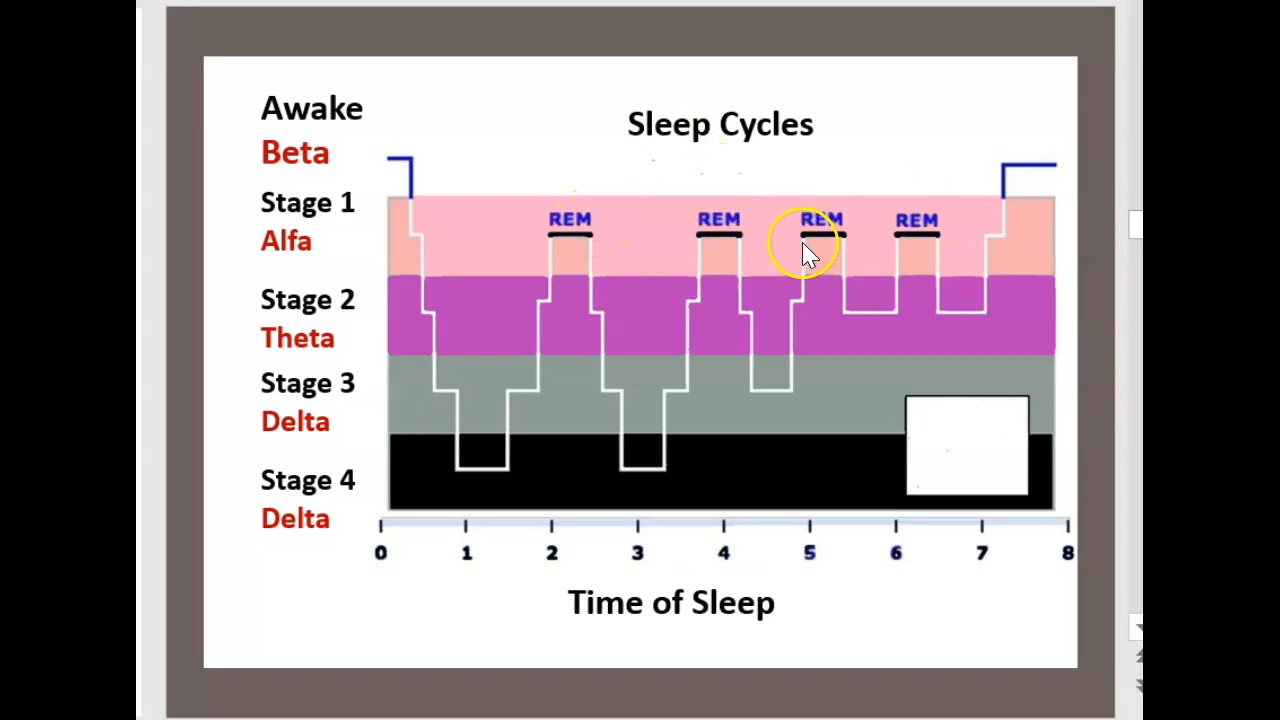 Awake
Beta
Sleep Cycles
Stage 1
Alfa
REM REM REM REM
Stage 2
Theta
Stage 3
Delta
Stage 4
Delta
0 1 2 3 4 5 6 7 8
Time of Sleep